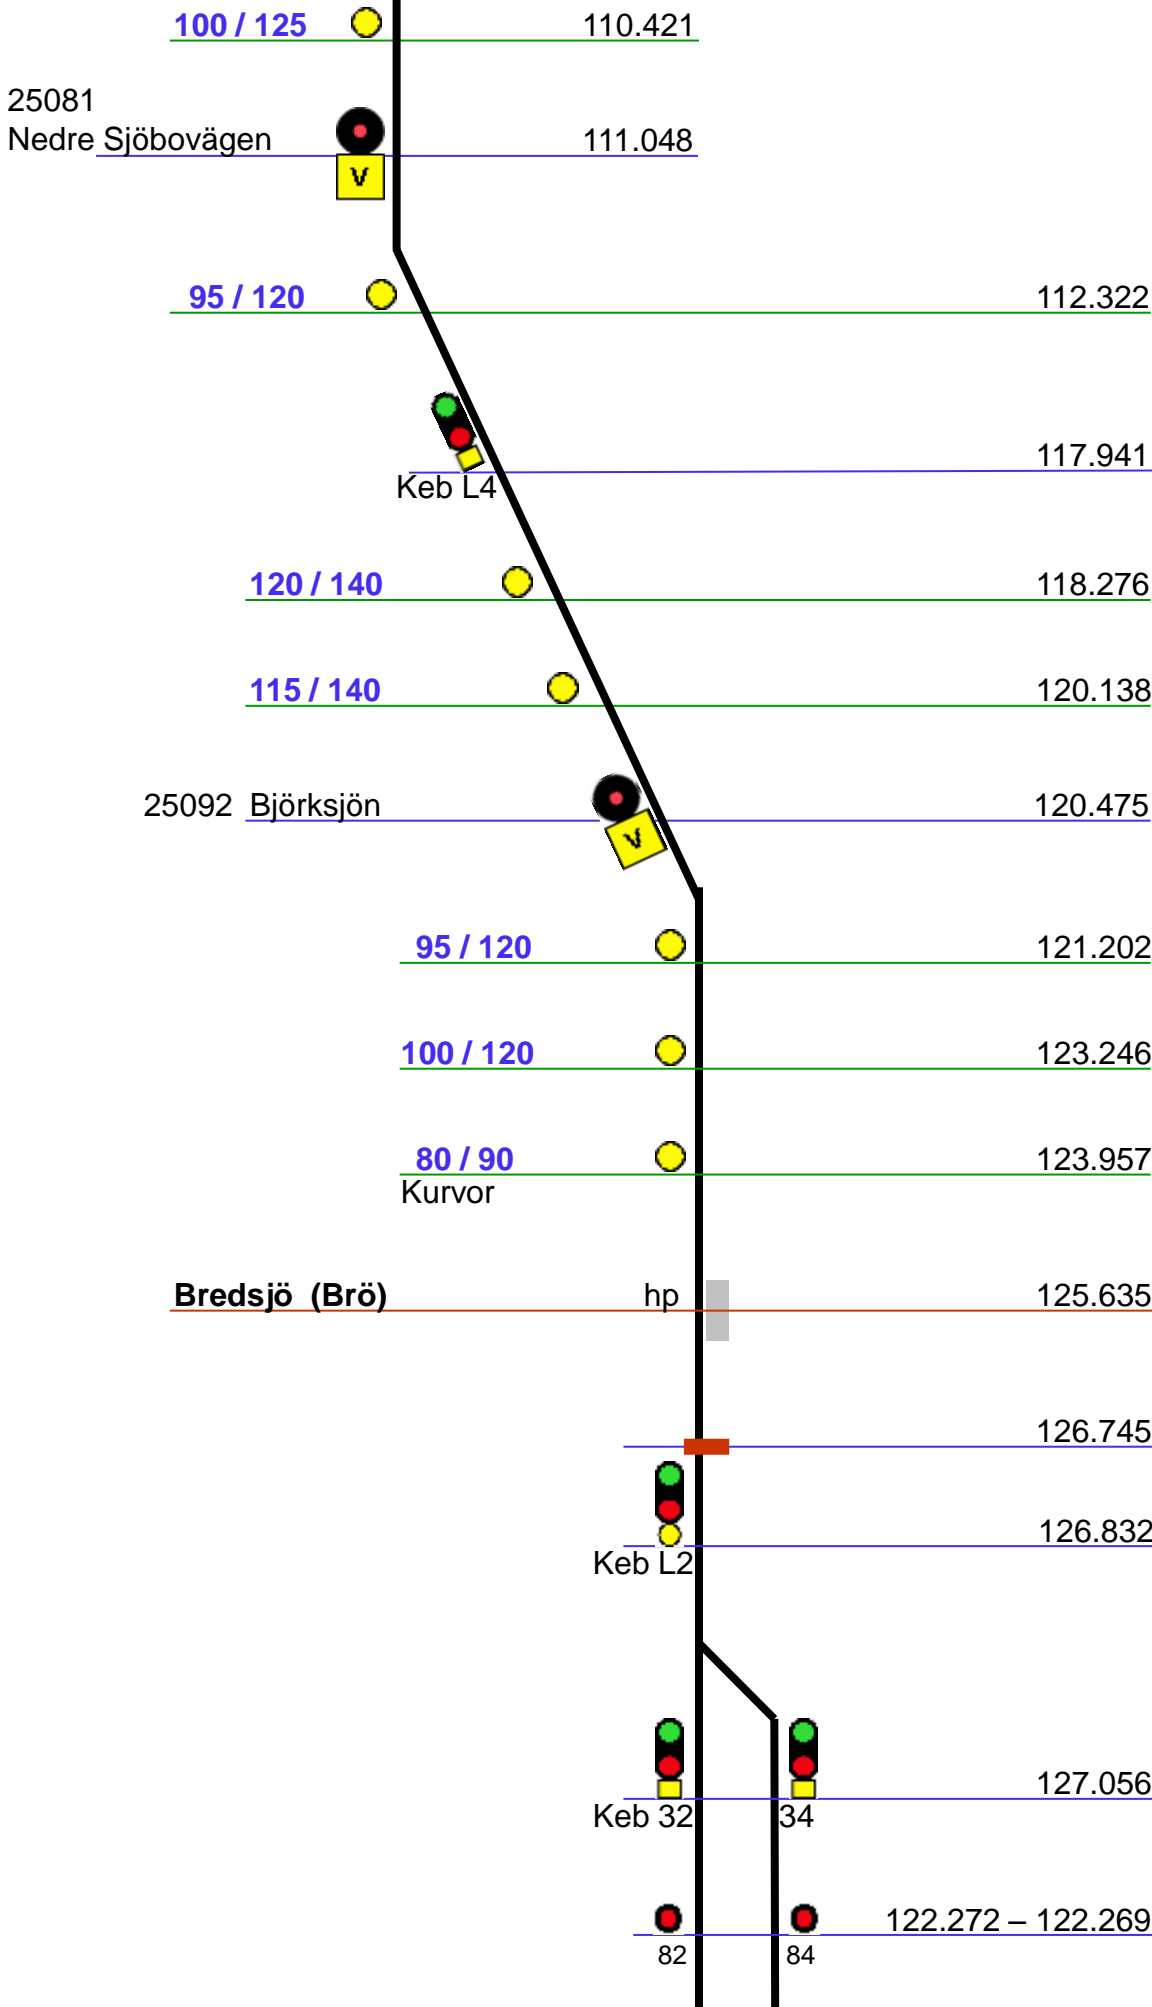 100 / 125 110.421
25081
Nedre Sjöbovägen 111.048
V
95 / 120 112.322
117.941
Keb L4
120 / 140 118.276
115 / 140 120.138
25092 Björksjön 120.475
V
95 / 120 121.202
100 / 120 123.246
80 / 90 123.957
Kurvor
Bredsjö (Brö) hp 125.635
126.745
126.832
Keb L2
127.056
Keb 32 34
122.272 – 122.269
82 84